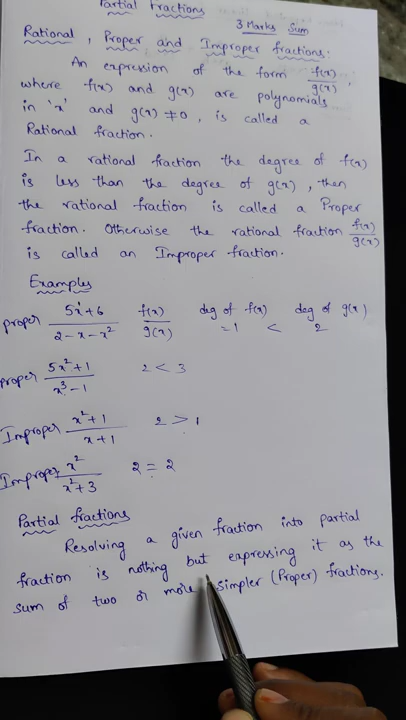 Partial Fractions
3 Marks Sum
Rational, Proper and Improper fractions:
An expression of the form f(x)/g(x),
where f(x) and g(x) are polynomials
in 'x' and g(x) ≠ 0, is called a
Rational fraction.
In a rational fraction the degree of f(x)
is less than the degree of g(x), then
the rational fraction is called a Proper
fraction. Otherwise the rational fraction f(x)/g(x)
is called an Improper fraction.
Examples
proper (5x¹+6)/(2-x-x²) f(x)/g(x) deg of f(x) deg of g(x)
=1 < 2
proper (5x²+1)/(x³-1) 2 < 3
Improper (x²+1)/(x+1) 2 > 1
Improper x²/(x²+3) 2 = 2
Partial fractions
Resolving a given fraction into partial
fraction is nothing but expressing it as the
sum of two or more simpler (Proper) fractions.